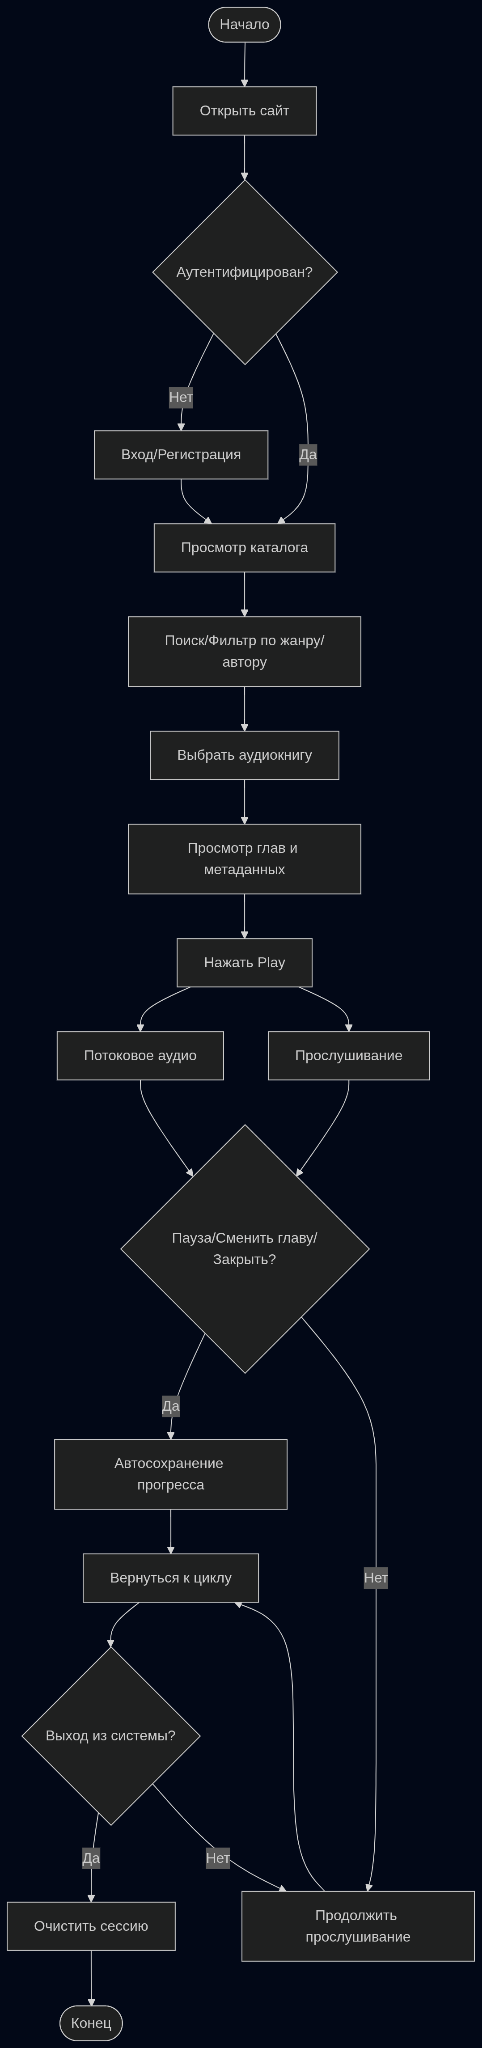 Начало
Открыть сайт
Аутентифицирован?
Нет
Да
Вход/Регистрация
Просмотр каталога
Поиск/Фильтр по жанру/
автору
Выбрать аудиокнигу
Просмотр глав и
метаданных
Нажать Play
Потоковое аудио
Прослушивание
Пауза/Сменить главу/
Закрыть?
Да
Автосохранение
прогресса
Вернуться к циклу
Нет
Выход из системы?
Да
Нет
Очистить сессию
Продолжить
прослушивание
Конец